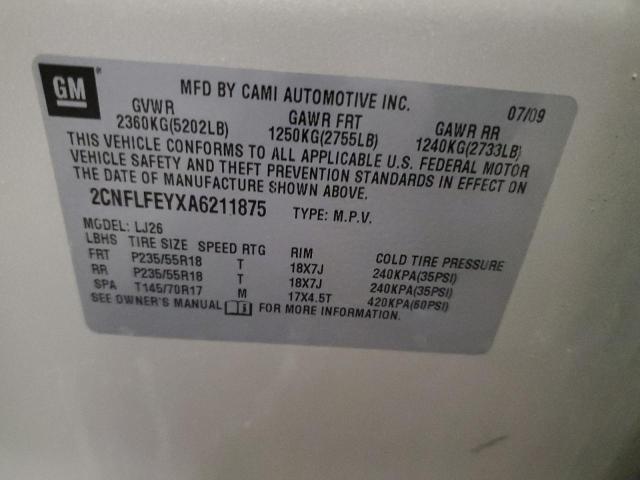 GM
MFD BY CAMI AUTOMOTIVE INC.
07/09
GVWR GAWR FRT GAWR RR
2360KG(5202LB) 1250KG(2755LB) 1240KG(2733LB)
THIS VEHICLE CONFORMS TO ALL APPLICABLE U.S. FEDERAL MOTOR
VEHICLE SAFETY AND THEFT PREVENTION STANDARDS IN EFFECT ON
THE DATE OF MANUFACTURE SHOWN ABOVE.
2CNFLFEYXA6211875 TYPE: M.P.V.
MODEL: LJ26
LBHS TIRE SIZE SPEED RTG RIM COLD TIRE PRESSURE
FRT P235/55R18 T 18X7J 240KPA(35PSI)
RR P235/55R18 T 18X7J 240KPA(35PSI)
SPA T145/70R17 M 17X4.5T 420KPA(60PSI)
SEE OWNER'S MANUAL FOR MORE INFORMATION.